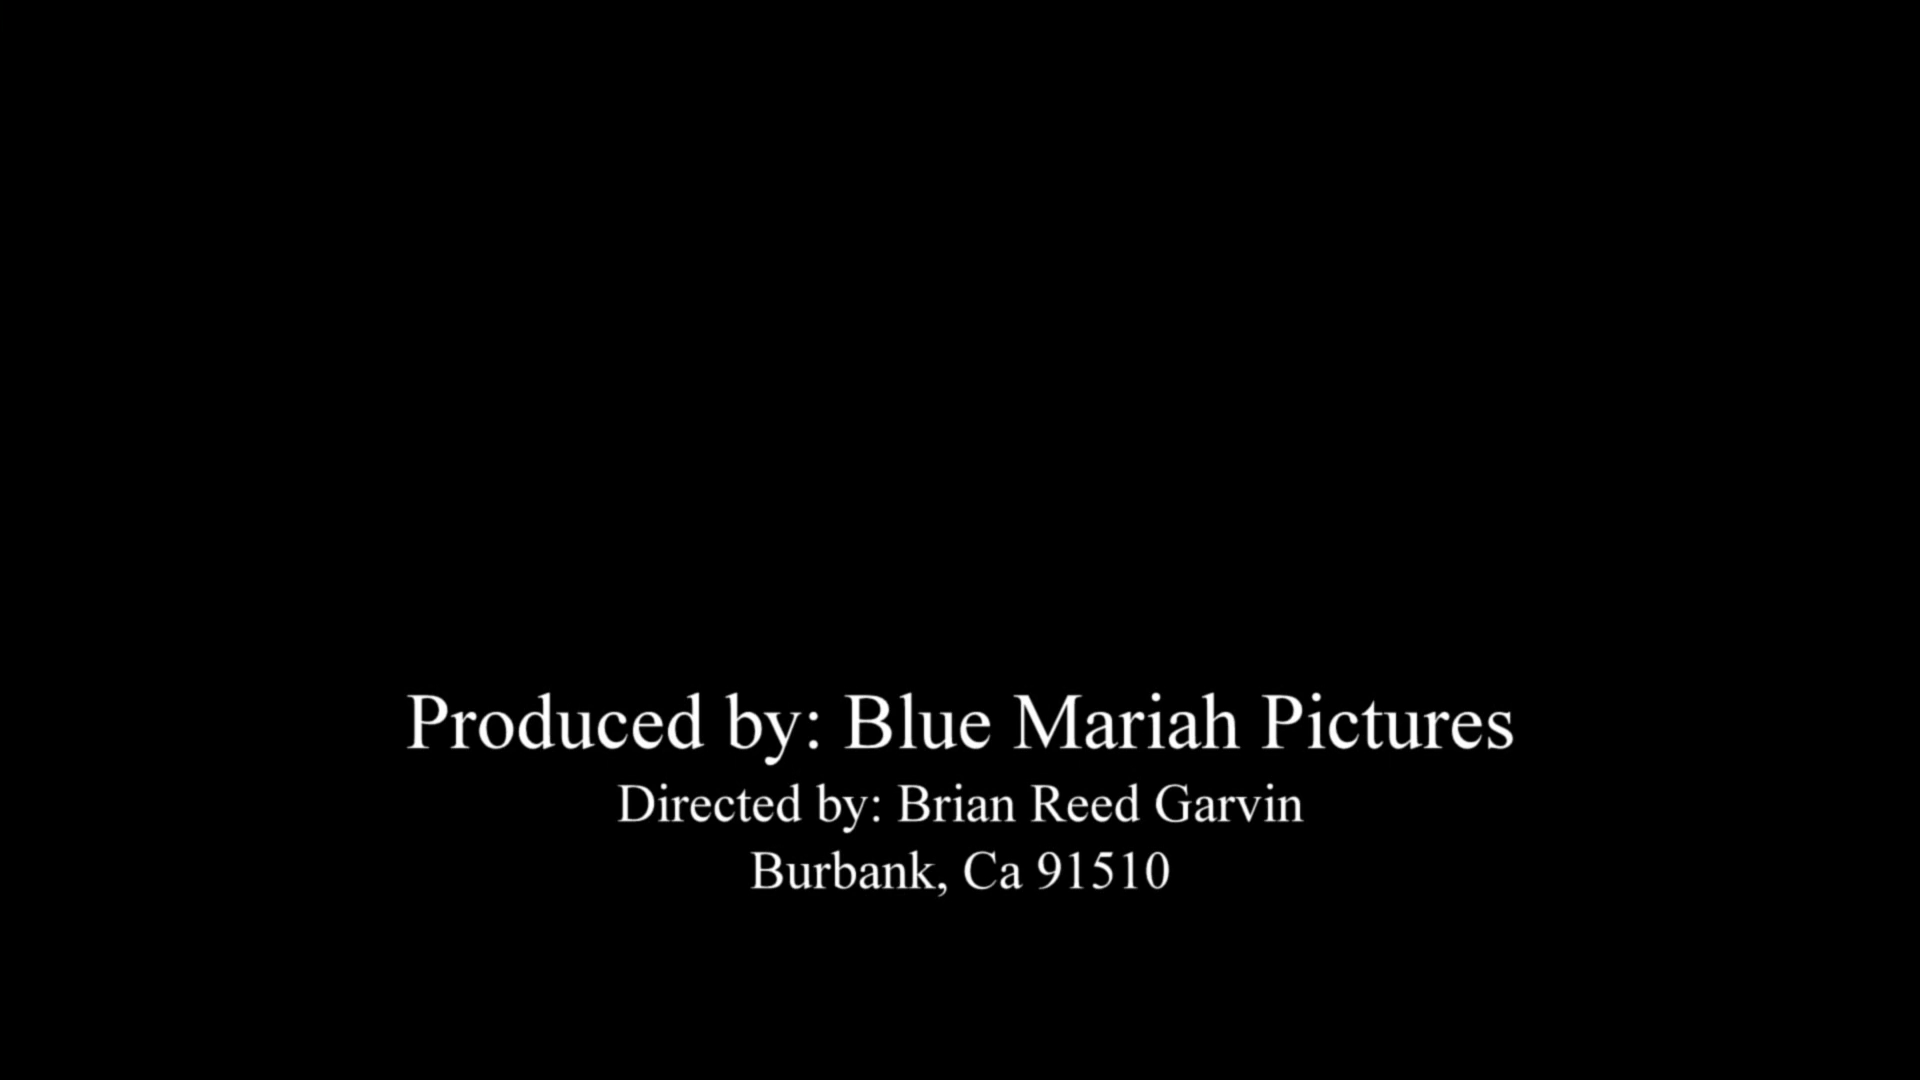 Produced by: Blue Mariah Pictures
Directed by: Brian Reed Garvin
Burbank, Ca 91510